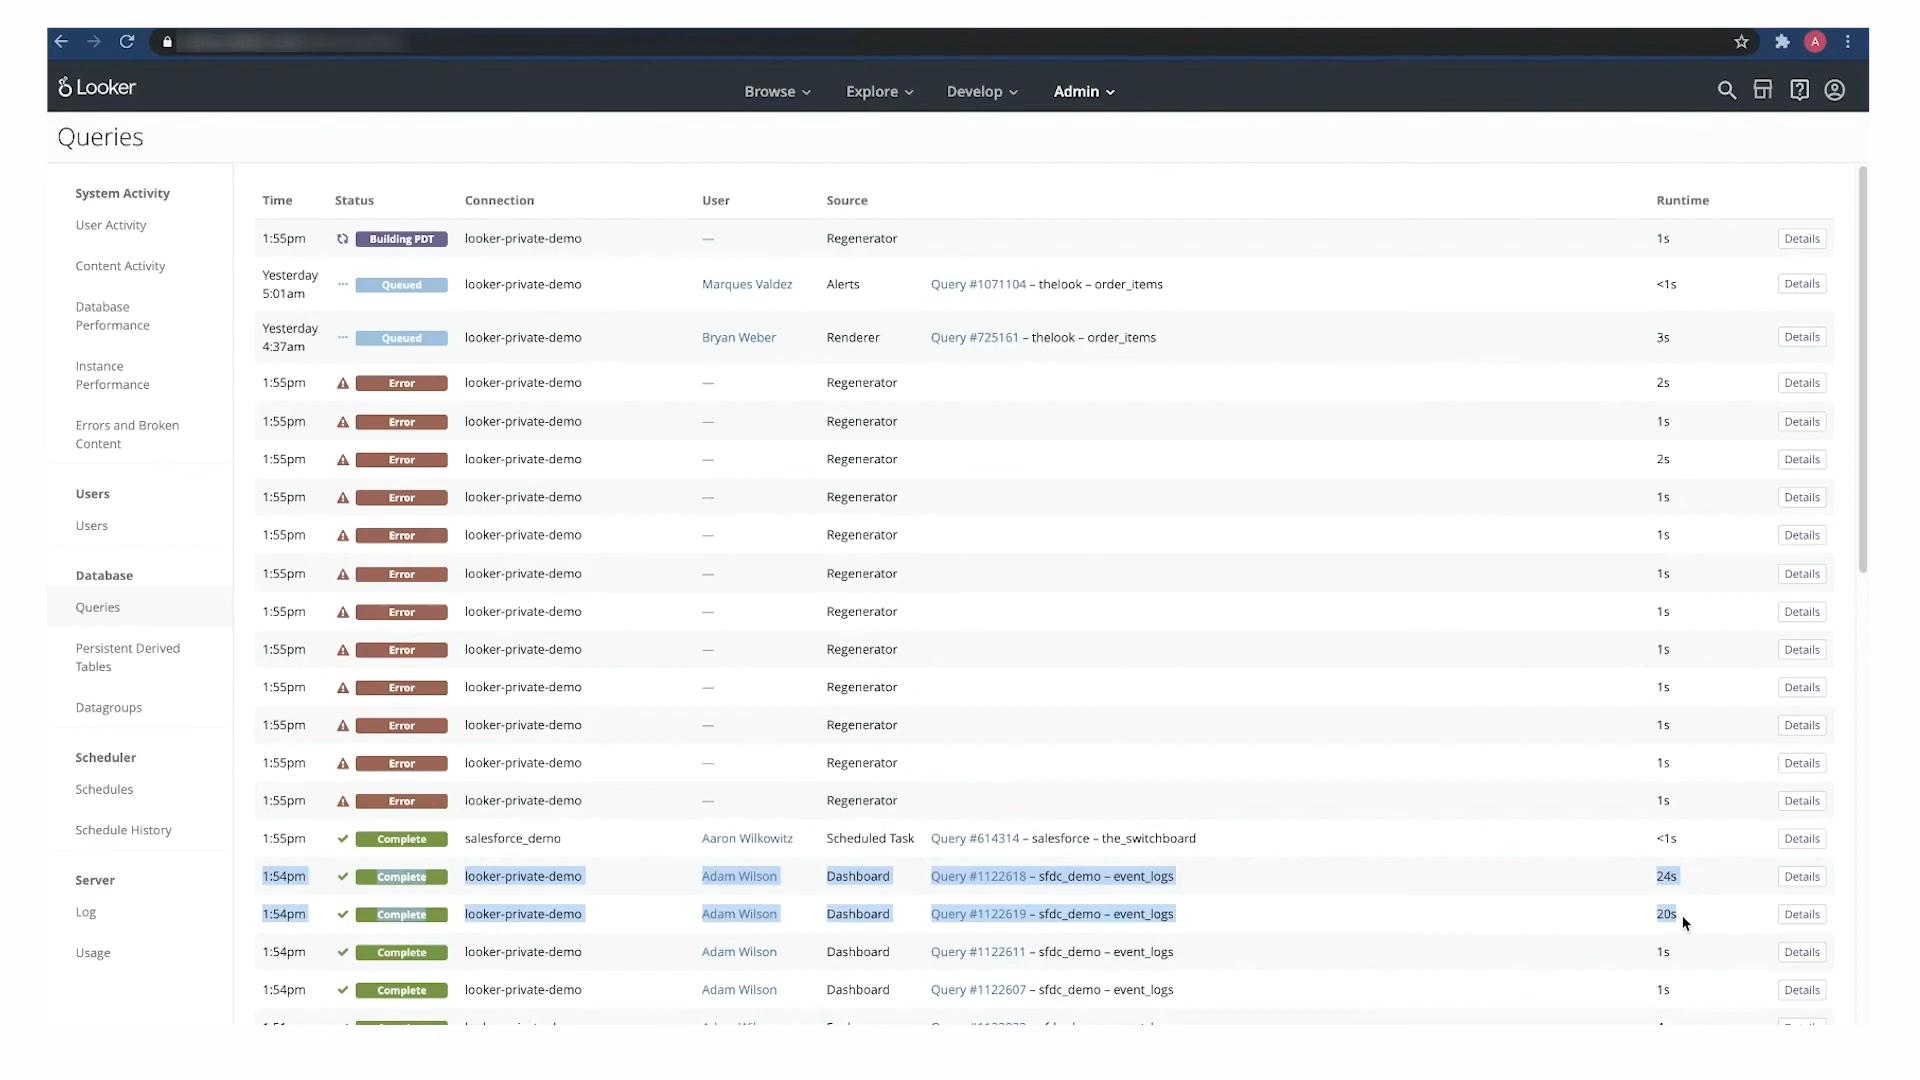 A
Looker
Browse
Explore
Develop
Admin
Queries
System Activity
User Activity
Content Activity
Database
Performance
Instance
Performance
Errors and Broken
Content
Users
Users
Database
Queries
Persistent Derived
Tables
Datagroups
Scheduler
Schedules
Schedule History
Server
Log
Usage
Time Status Connection User Source Runtime
1:55pm Building PDT looker-private-demo — Regenerator 1s Details
Yesterday
5:01am Queued looker-private-demo Marques Valdez Alerts Query #1071104 – thelook – order_items <1s Details
Yesterday
4:37am Queued looker-private-demo Bryan Weber Renderer Query #725161 – thelook – order_items 3s Details
1:55pm Error looker-private-demo — Regenerator 2s Details
1:55pm Error looker-private-demo — Regenerator 1s Details
1:55pm Error looker-private-demo — Regenerator 2s Details
1:55pm Error looker-private-demo — Regenerator 1s Details
1:55pm Error looker-private-demo — Regenerator 1s Details
1:55pm Error looker-private-demo — Regenerator 1s Details
1:55pm Error looker-private-demo — Regenerator 1s Details
1:55pm Error looker-private-demo — Regenerator 1s Details
1:55pm Error looker-private-demo — Regenerator 1s Details
1:55pm Error looker-private-demo — Regenerator 1s Details
1:55pm Error looker-private-demo — Regenerator 1s Details
1:55pm Error looker-private-demo — Regenerator 1s Details
1:55pm Complete salesforce_demo Aaron Wilkowitz Scheduled Task Query #614314 – salesforce – the_switchboard <1s Details
1:54pm Complete looker-private-demo Adam Wilson Dashboard Query #1122618 – sfdc_demo – event_logs 24s Details
1:54pm Complete looker-private-demo Adam Wilson Dashboard Query #1122619 – sfdc_demo – event_logs 20s Details
1:54pm Complete looker-private-demo Adam Wilson Dashboard Query #1122611 – sfdc_demo – event_logs 1s Details
1:54pm Complete looker-private-demo Adam Wilson Dashboard Query #1122607 – sfdc_demo – event_logs 1s Details